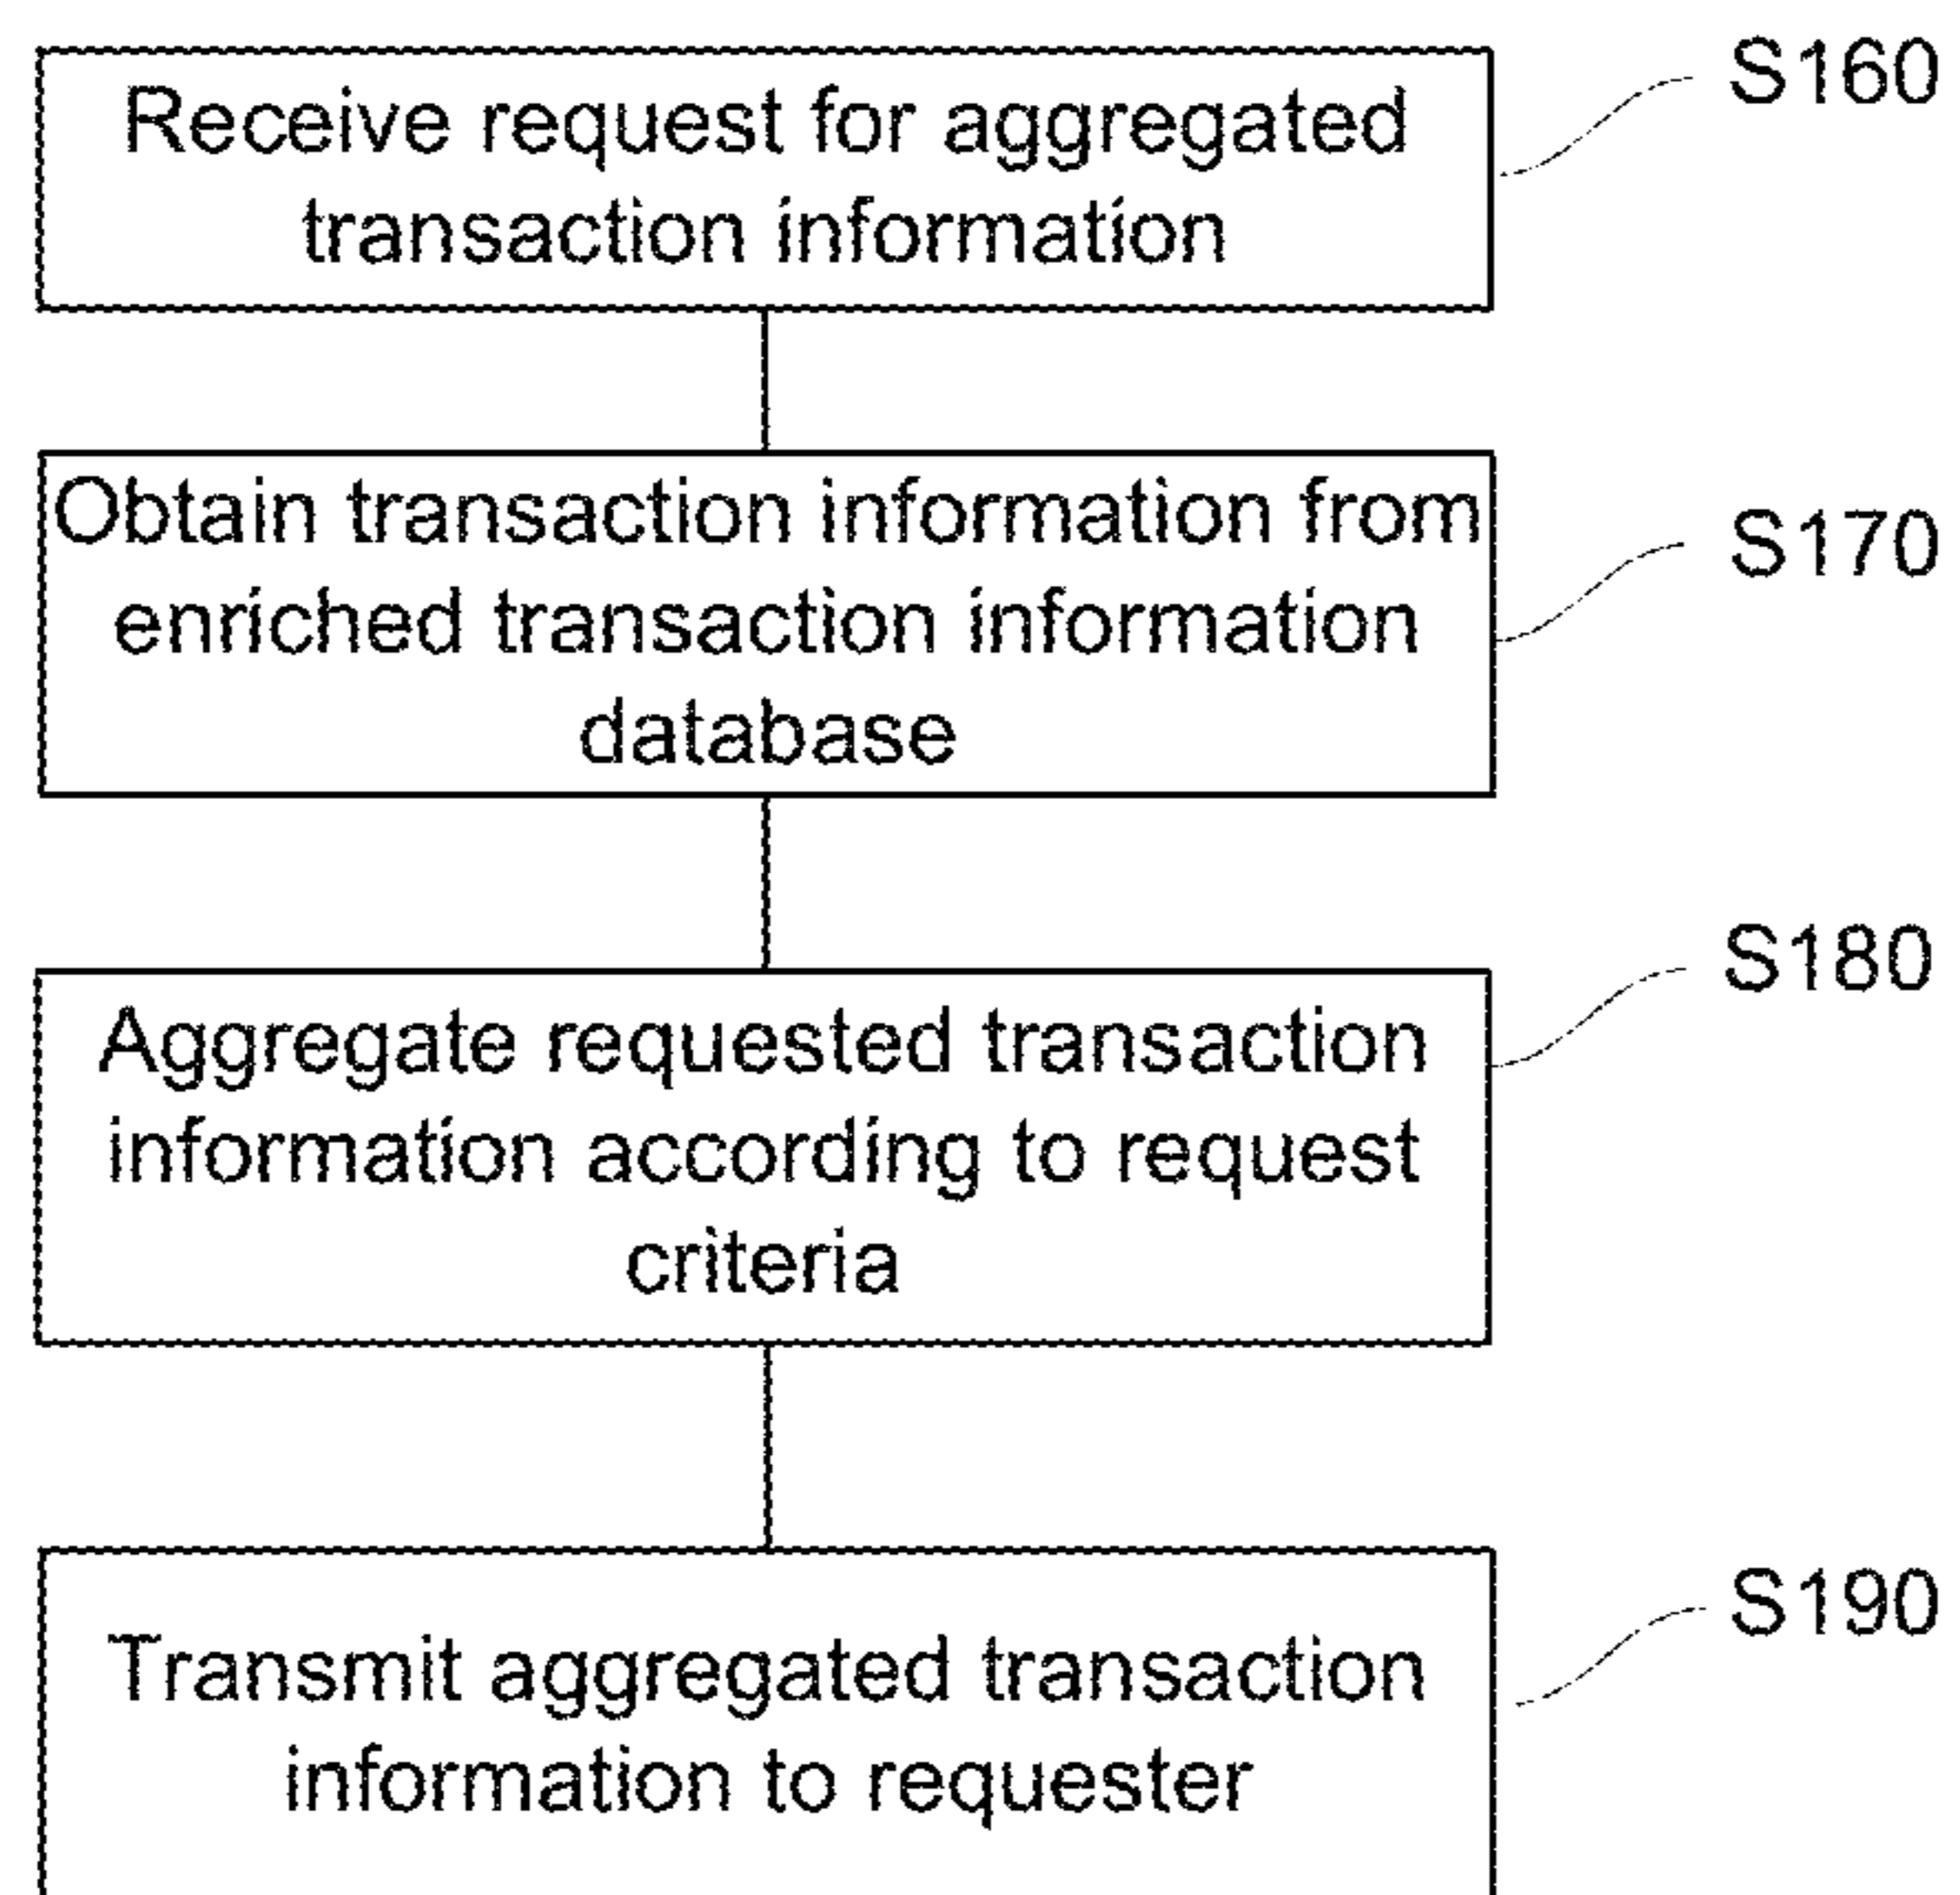 Receive request for aggregated
transaction information
S160
Obtain transaction information from
enriched transaction information
database
S170
Aggregate requested transaction
information according to request
criteria
S180
Transmit aggregated transaction
information to requester
S190